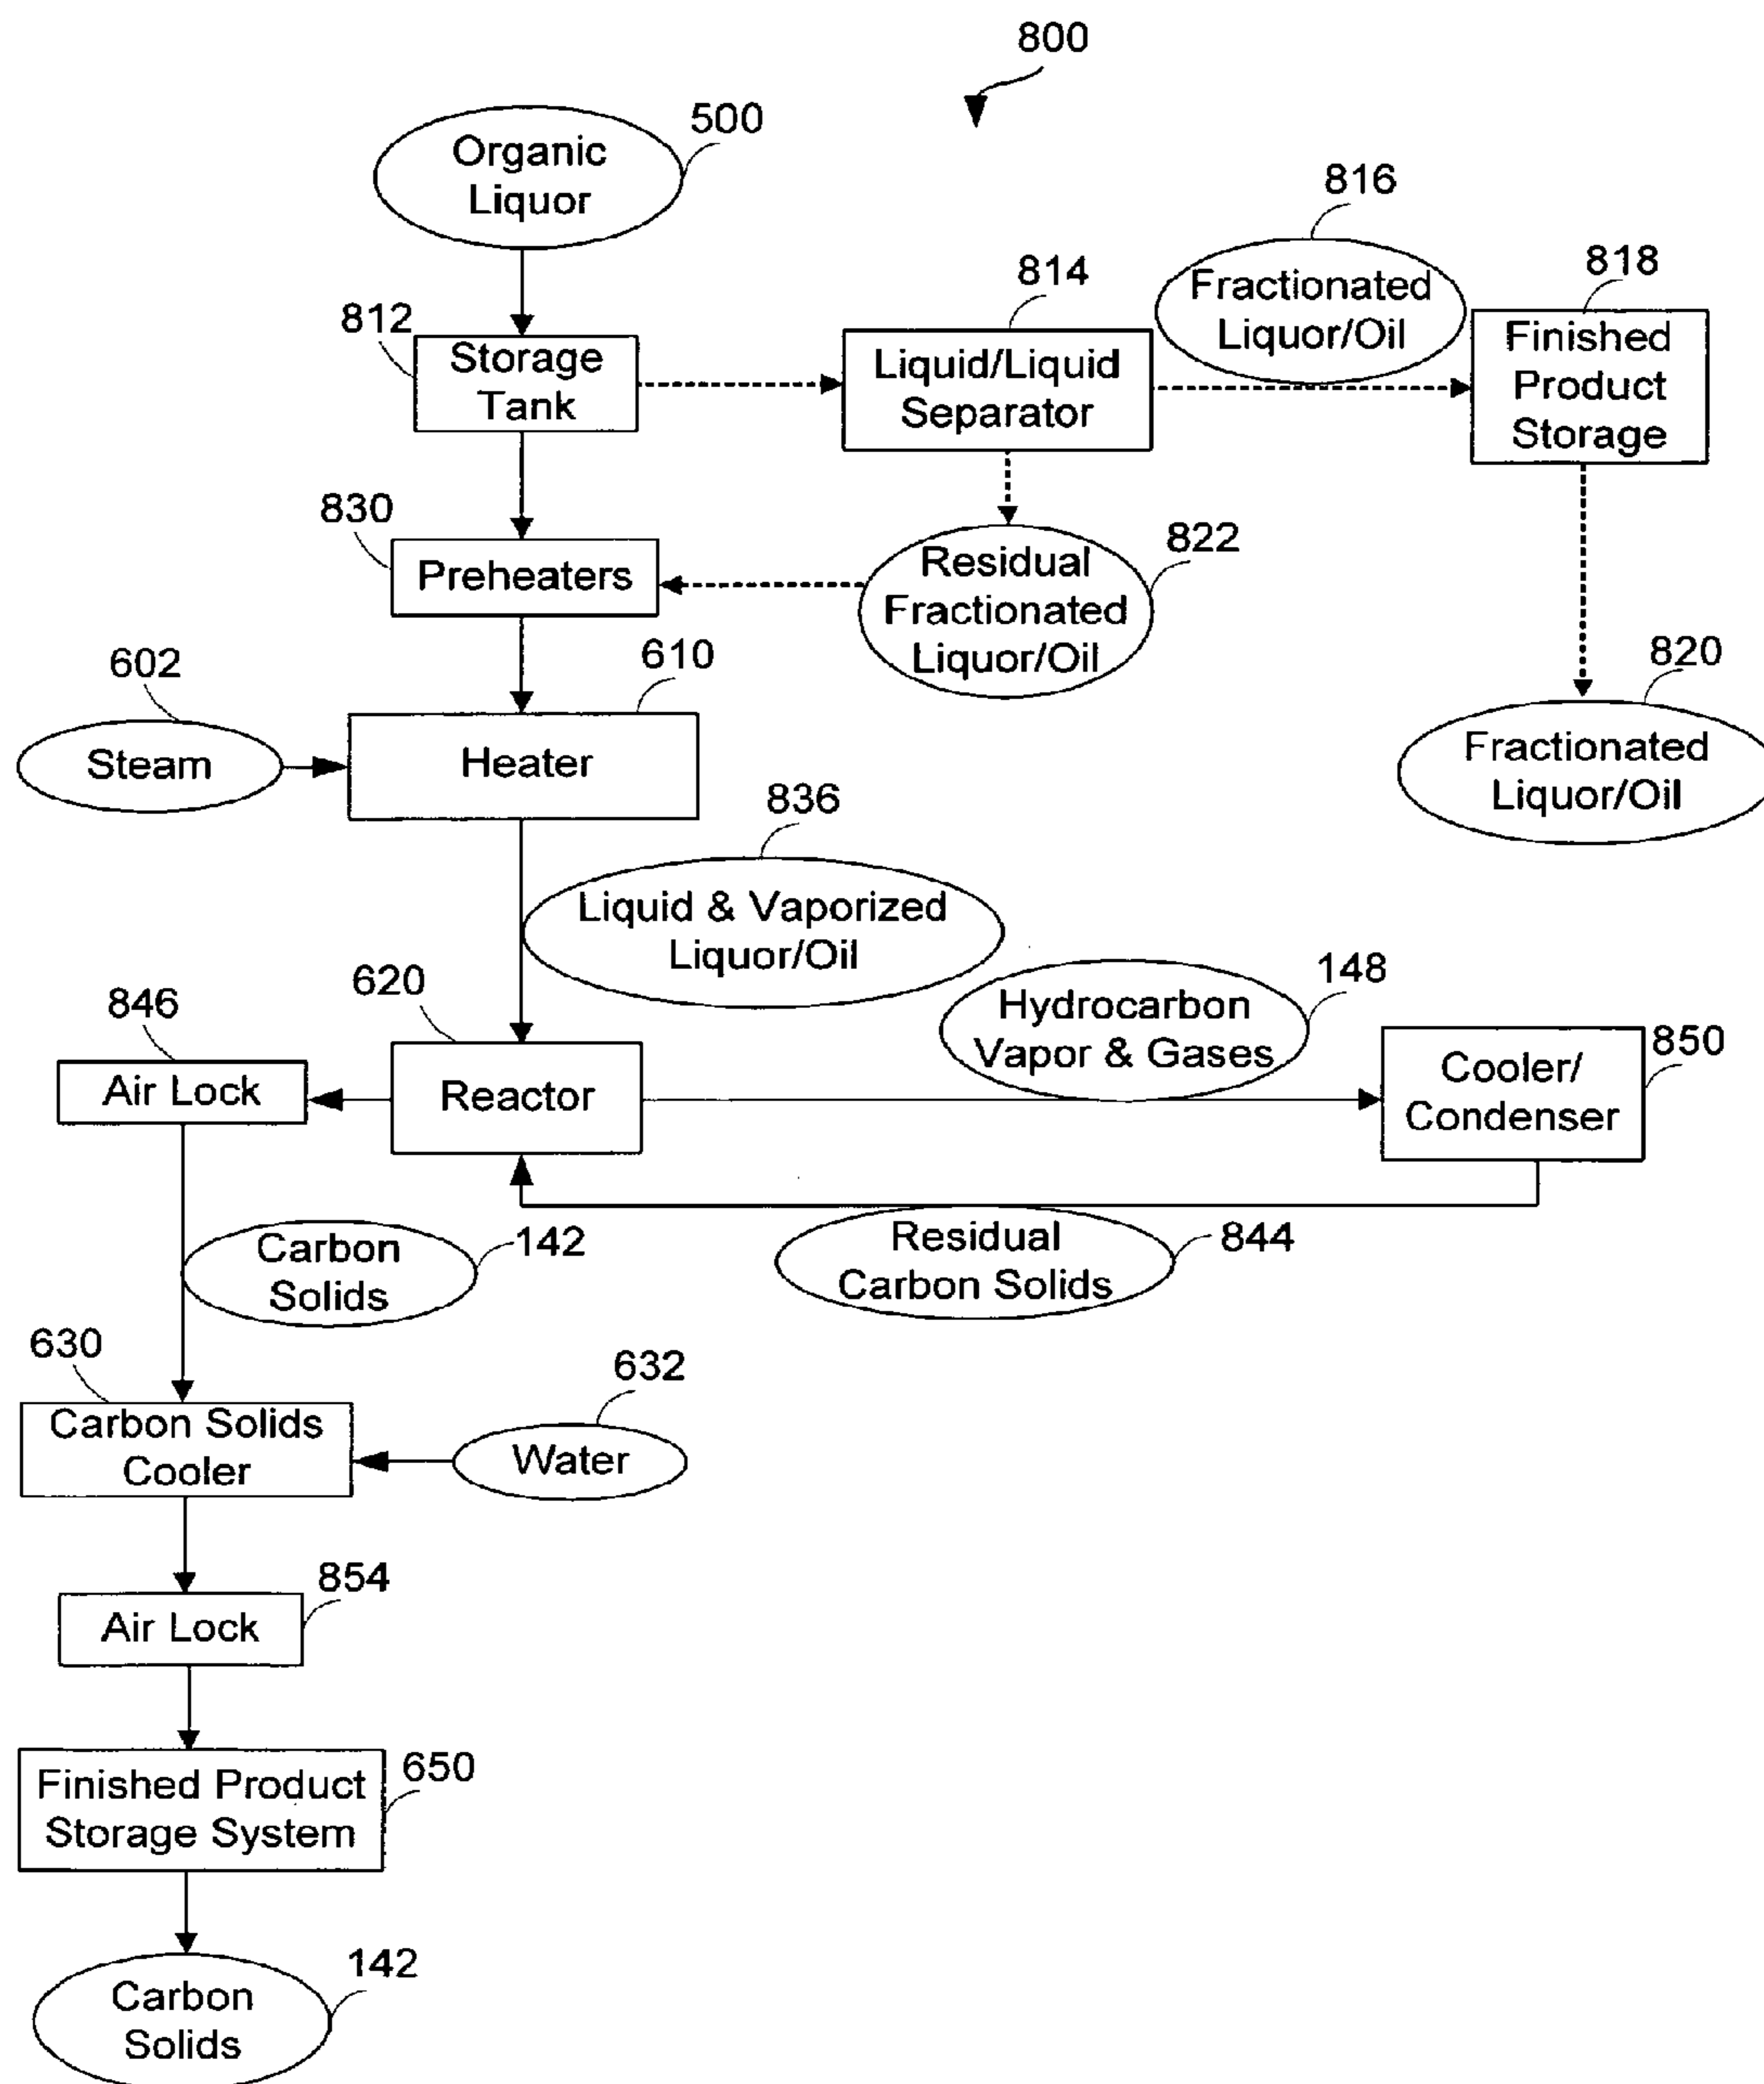 800
500
Organic
Liquor
816
Fractionated
Liquor/Oil
818
Finished
Product
Storage
814
Liquid/Liquid
Separator
812
Storage
Tank
830
Preheaters
822
Residual
Fractionated
Liquor/Oil
820
Fractionated
Liquor/Oil
602
Steam
610
Heater
836
Liquid & Vaporized
Liquor/Oil
148
Hydrocarbon
Vapor & Gases
850
Cooler/
Condenser
620
Reactor
846
Air Lock
844
Residual
Carbon Solids
142
Carbon
Solids
630
Carbon Solids
Cooler
632
Water
854
Air Lock
650
Finished Product
Storage System
142
Carbon
Solids